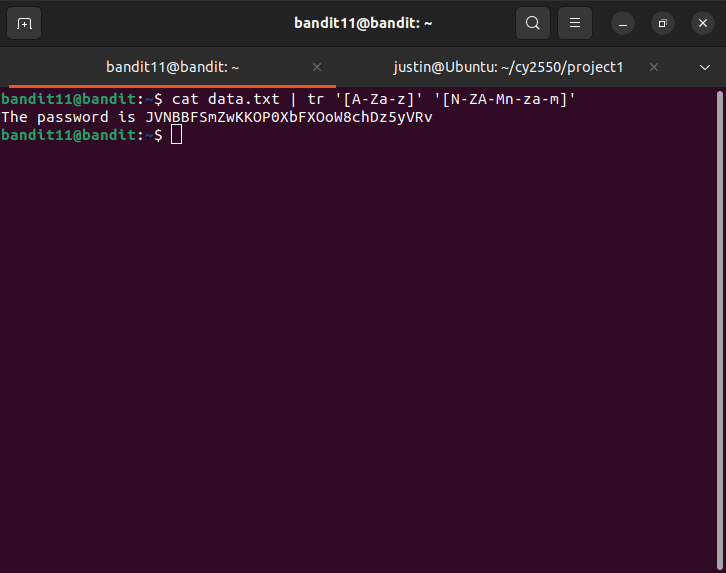 bandit11@bandit: ~
bandit11@bandit: ~
justin@Ubuntu: ~/cy2550/project1
bandit11@bandit:~$ cat data.txt | tr '[A-Za-z]' '[N-ZA-Mn-za-m]'
The password is JVNBBFSmZwKKOP0XbFXOoW8chDz5yVRv
bandit11@bandit:~$